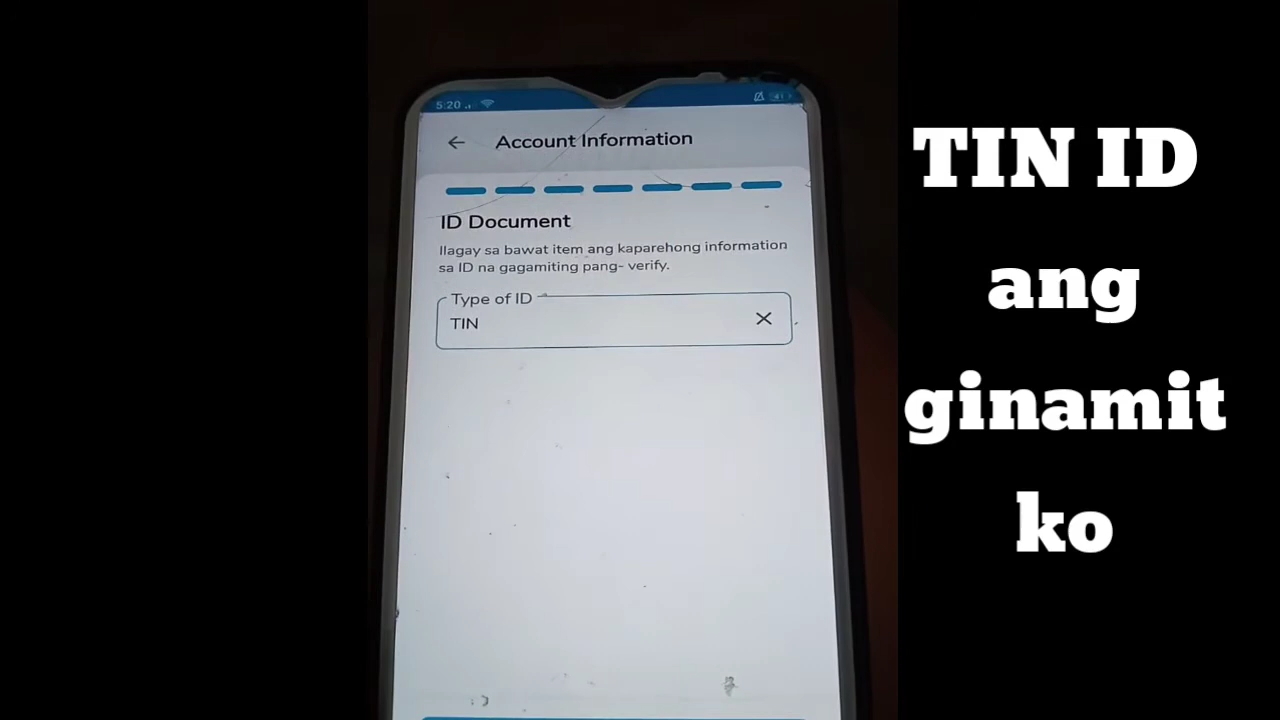 5:20
41
Account Information
ID Document
Ilagay sa bawat item ang kaparehong information
sa ID na gagamiting pang- verify.
Type of ID
TIN
TIN ID
ang
ginamit
ko